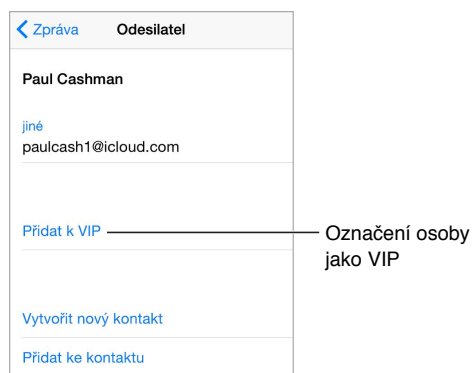 Zpráva Odesilatel
Paul Cashman
jiné
paulcash1@icloud.com
Přidat k VIP
Označení osoby
jako VIP
Vytvořit nový kontakt
Přidat ke kontaktu